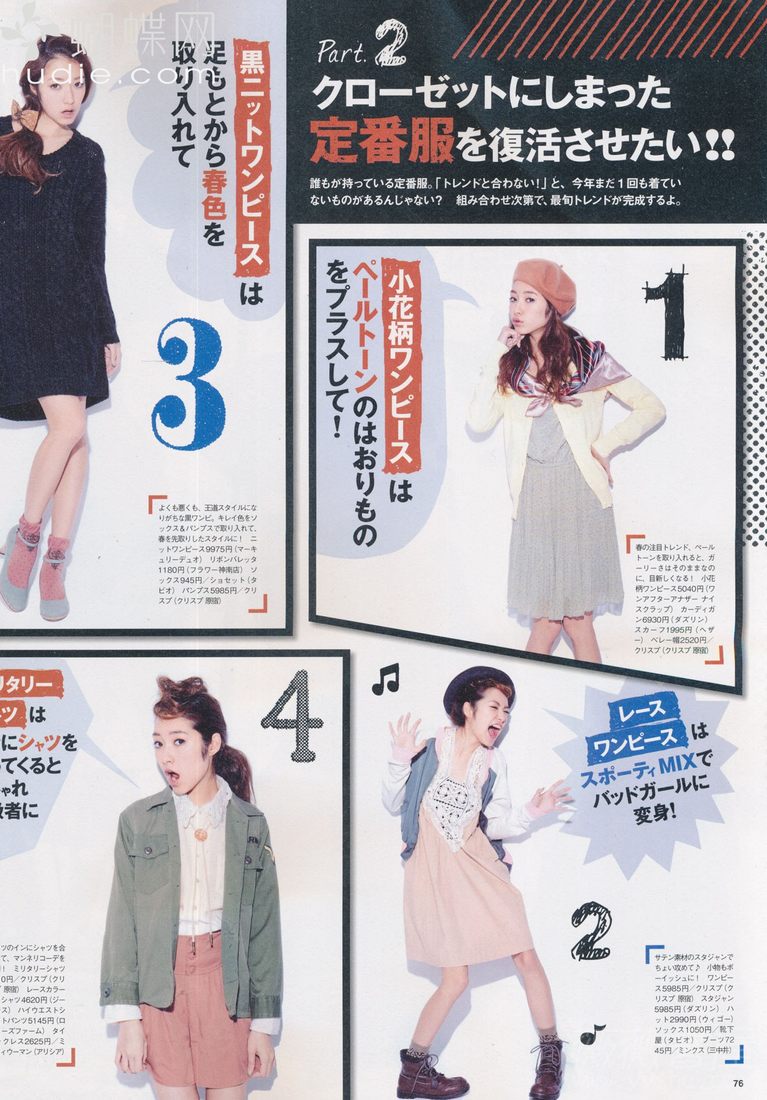 蝴蝶网
hudie.com
Part.2
クローゼットにしまった
定番服を復活させたい!!
誰もが持っている定番服。「トレンドと合わない!」と、今年まだ1回も着てい
ないものがあるんじゃない? 組み合わせ次第で、最旬トレンドが完成するよ。
1
小花柄ワンピースは
ペールトーンのはおりもの
をプラスして!
春の注目トレンド、ペール
トーンを取り入れると、ガ
ーリーさはそのままなの
に、目新しくなる! 小花
柄ワンピース5040円(ワ
ンアフターアナザー ナイ
スクラップ) カーディガ
ン6930円(ダズリン)
スカーフ1995円(ヘザ
ー) ベレー帽2520円/
クリスプ(クリスプ 原宿)
レース
ワンピースは
スポーティMIXで
バッドガールに
変身!
2
サテン素材のスタジャンで
ちょい攻めて♪ 小物もボ
ーイッシュに! ワンピー
ス5985円/クリスプ(ク
リスプ 原宿) スタジャン
5985円(ダズリン) ハ
ット2990円(ウィゴー)
ソックス1050円/靴下
屋(タビオ) ブーツ72
45円/ミンクス(三中井)
黒ニットワンピースは
足もとから春色を
取り入れて
3
よくも悪くも、王道スタイルにな
りがちな黒ワンピ。キレイ色をソ
ックス&パンプスで取り入れて、
春を先取りしたスタイルに! ニ
ットワンピース9975円(マーキ
ュリーデュオ) リボンバレッタ
1180円(フラワー神南店) ソ
ックス945円/ショセット(タ
ビオ) パンプス5985円/クリ
スプ(クリスプ 原宿)
リタリー
ツは
にシャツを
てくると
ゃれ
者に
4
ツのインにシャツを合
て、マンネリコーデを
! ミリタリーシャツ
0円/クリスプ(クリ
原宿) レースカラー
シャツ4620円(ジー
ス) ハイウエストシ
トパンツ5145円(ロ
ーズファーム) タイ
ックレス2625円/ミ
ィウーマン(アリシア)
76